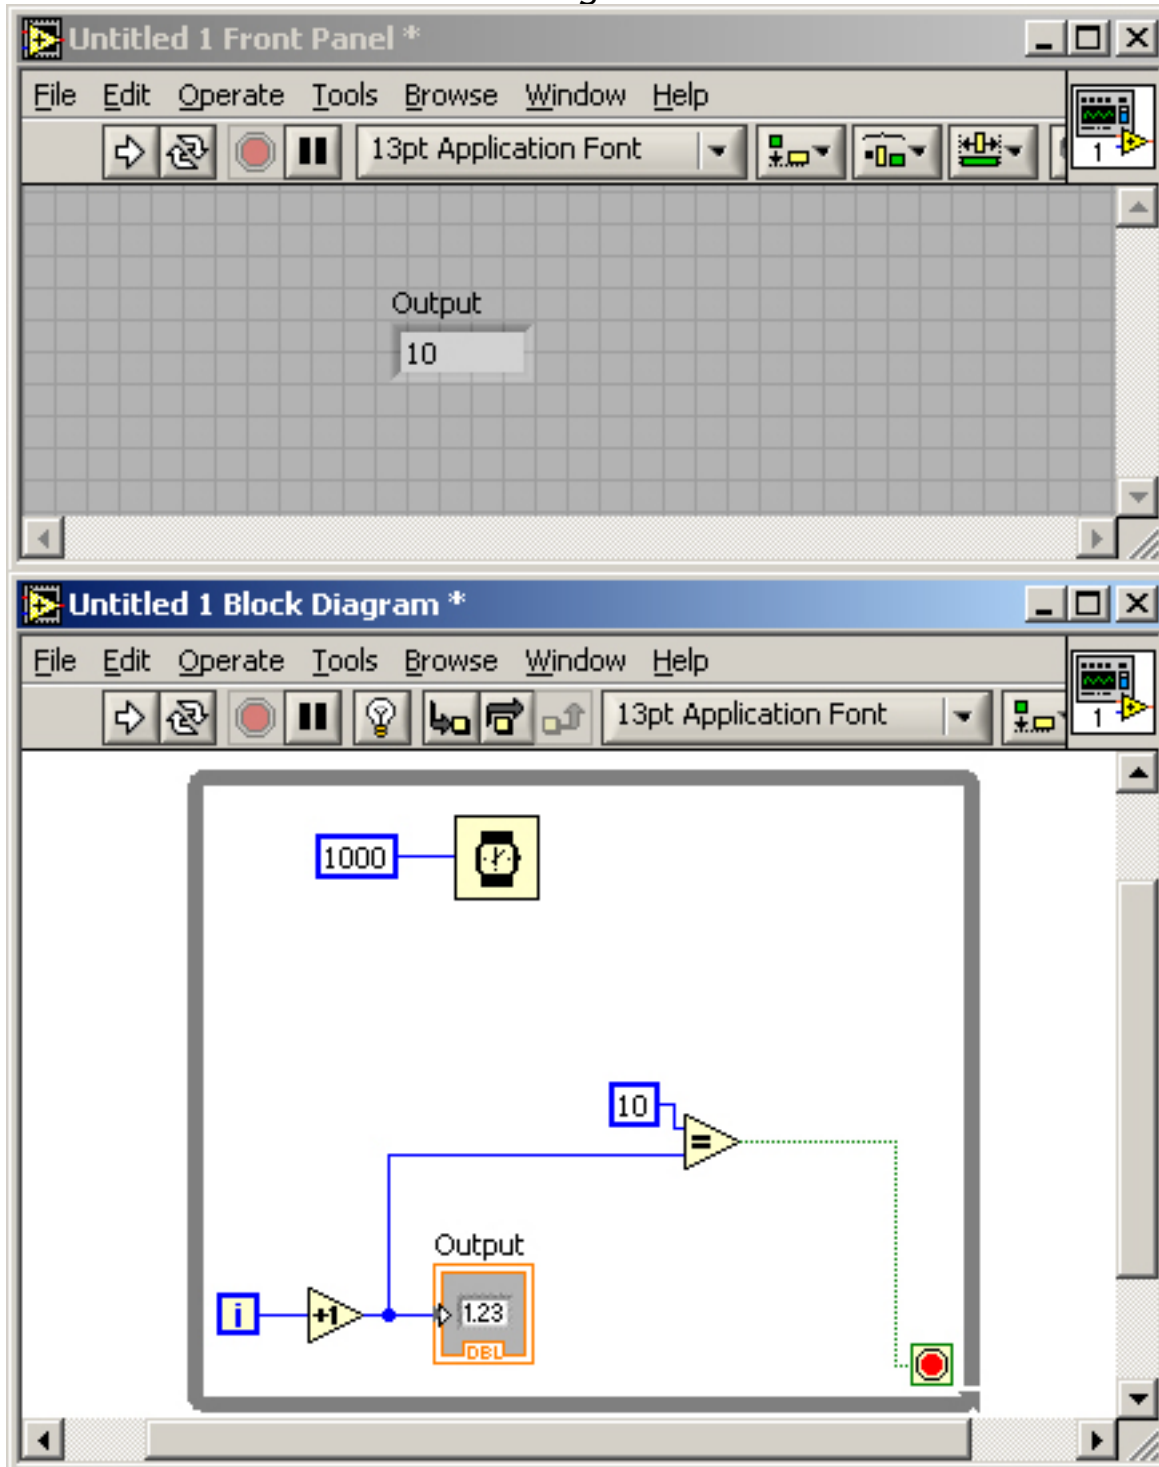 g
Untitled 1 Front Panel *
File Edit Operate Tools Browse Window Help
13pt Application Font
1
Output
10
Untitled 1 Block Diagram *
File Edit Operate Tools Browse Window Help
13pt Application Font
1
1000
10
=
Output
i +1 1.23
DBL